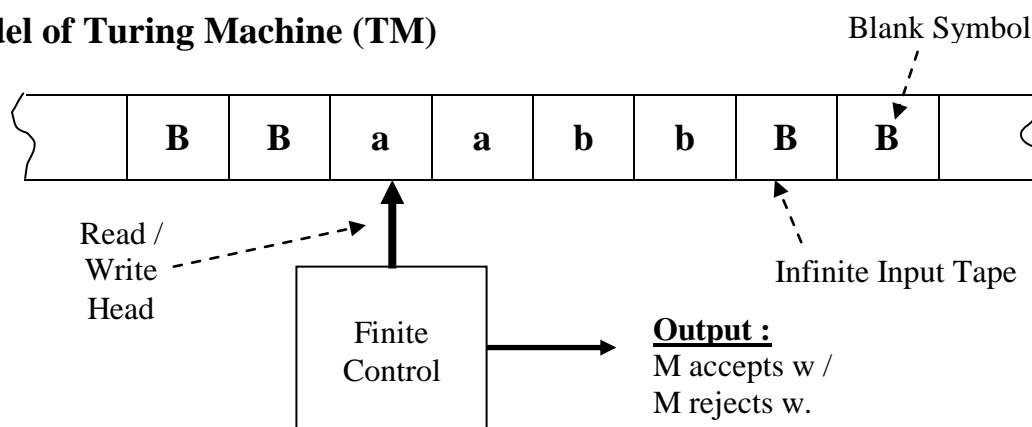 del of Turing Machine (TM)
Blank Symbol
B B a a b b B B
Read /
Write
Head
Infinite Input Tape
Finite
Control
Output :
M accepts w /
M rejects w.